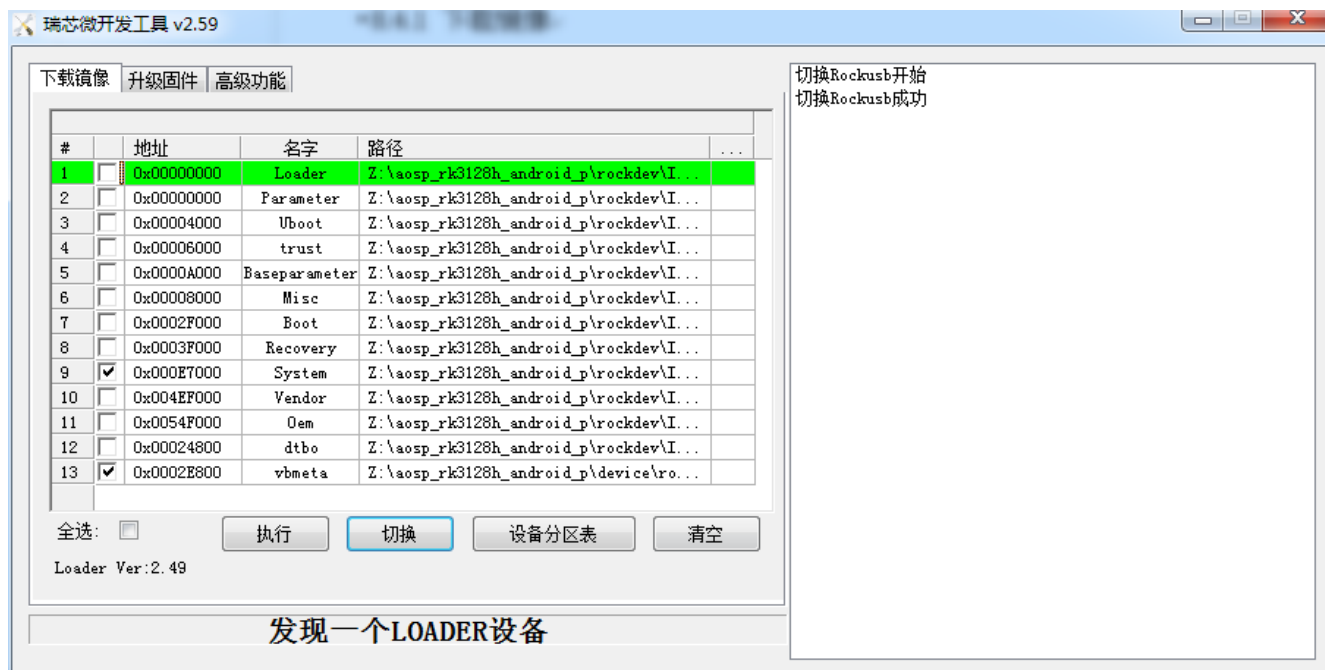 瑞芯微开发工具 v2.59
下载镜像 升级固件 高级功能
# 地址 名字 路径 ...
1 0x00000000 Loader Z:\aosp_rk3128h_android_p\rockdev\I...
2 0x00000000 Parameter Z:\aosp_rk3128h_android_p\rockdev\I...
3 0x00004000 Uboot Z:\aosp_rk3128h_android_p\rockdev\I...
4 0x00006000 trust Z:\aosp_rk3128h_android_p\rockdev\I...
5 0x0000A000 Baseparameter Z:\aosp_rk3128h_android_p\rockdev\I...
6 0x00008000 Misc Z:\aosp_rk3128h_android_p\rockdev\I...
7 0x0002F000 Boot Z:\aosp_rk3128h_android_p\rockdev\I...
8 0x0003F000 Recovery Z:\aosp_rk3128h_android_p\rockdev\I...
9 0x000E7000 System Z:\aosp_rk3128h_android_p\rockdev\I...
10 0x004EF000 Vendor Z:\aosp_rk3128h_android_p\rockdev\I...
11 0x0054F000 Oem Z:\aosp_rk3128h_android_p\rockdev\I...
12 0x00024800 dtbo Z:\aosp_rk3128h_android_p\rockdev\I...
13 0x0002E800 vbmeta Z:\aosp_rk3128h_android_p\device\ro...
全选: 执行 切换 设备分区表 清空
Loader Ver:2.49
发现一个LOADER设备
切换Rockusb开始
切换Rockusb成功